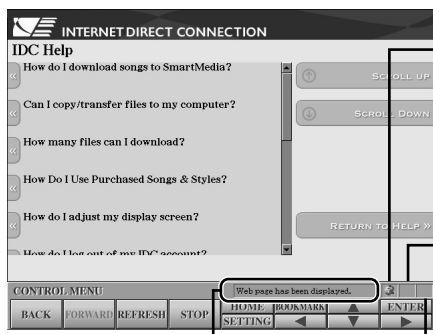 INTERNET DIRECT CONNECTION
IDC Help
How do I download songs to SmartMedia?
SCROLL UP
Can I copy/transfer files to my computer?
SCROLL DOWN
How many files can I download?
How Do I Use Purchased Songs & Styles?
How do I adjust my display screen?
RETURN TO HELP »
How do I log out of my IDC account?
CONTROL MENU
Web page has been displayed.
BACK FORWARD REFRESH STOP HOME BOOKMARK ENTER
SETTING